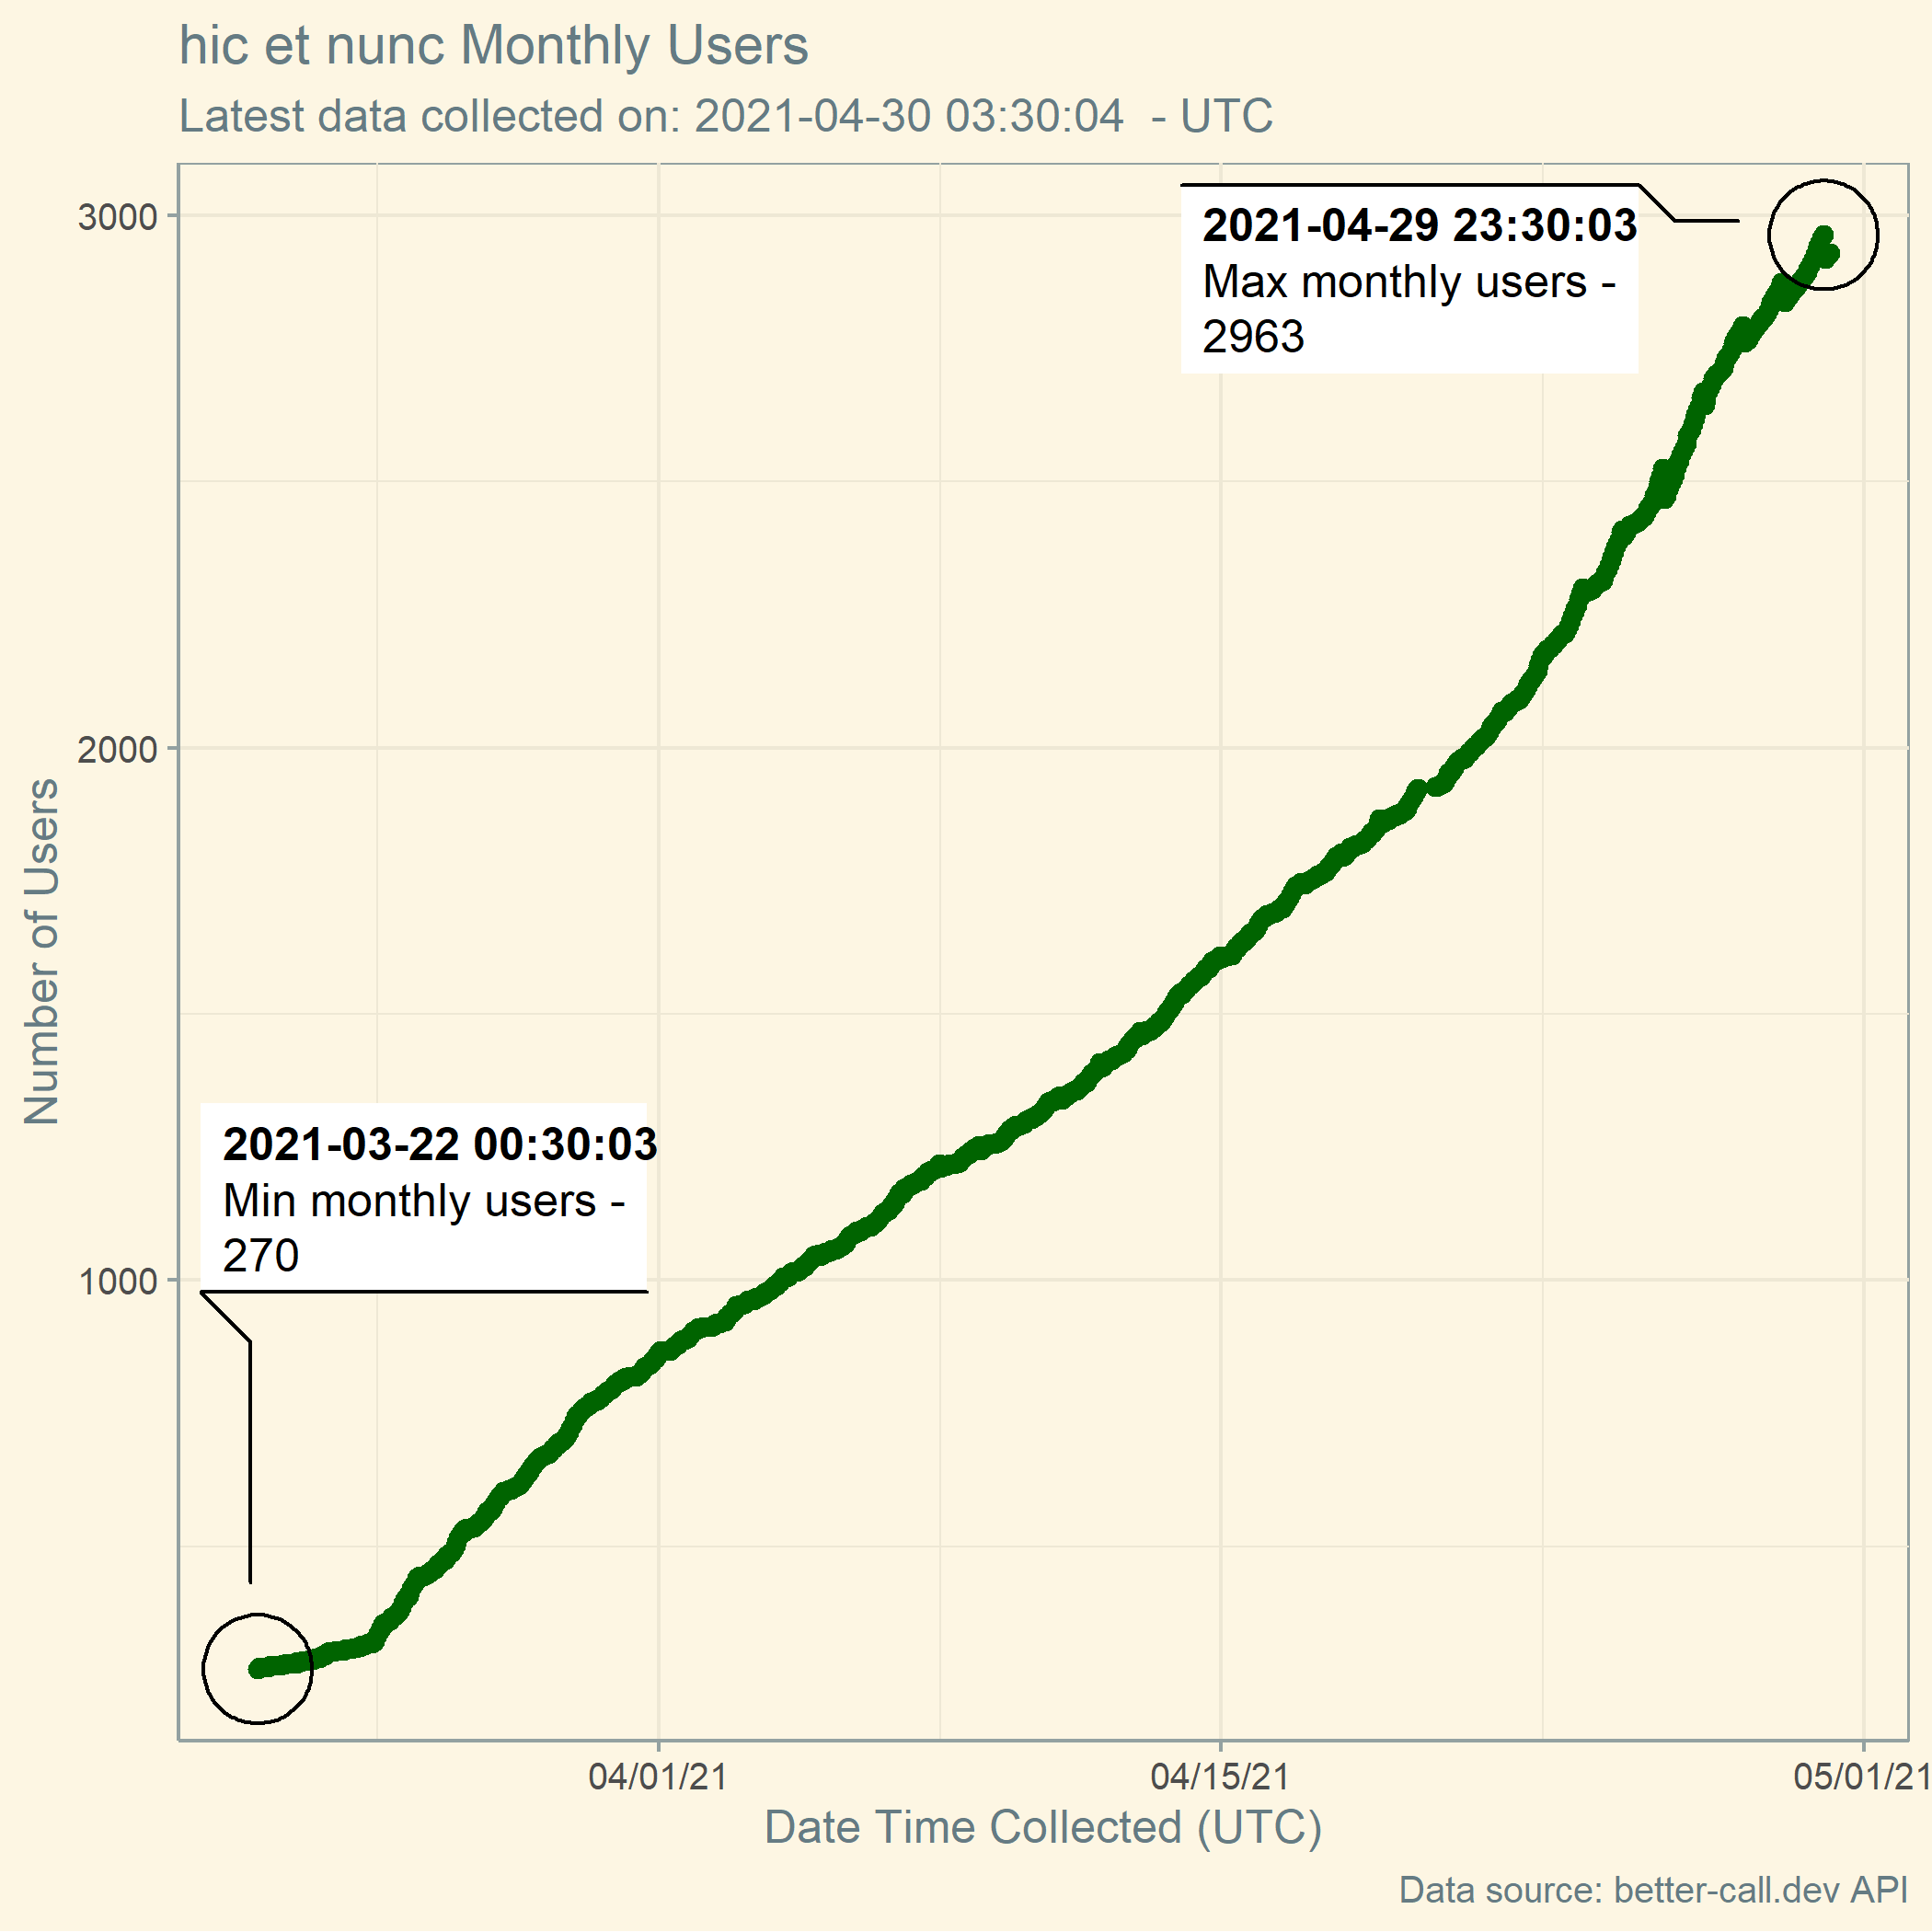 hic et nunc Monthly Users
Latest data collected on: 2021-04-30 03:30:04  - UTC
3000
2000
1000
Number of Users
2021-04-29 23:30:03
Max monthly users -
2963
2021-03-22 00:30:03
Min monthly users -
270
04/01/21
04/15/21
05/01/21
Date Time Collected (UTC)
Data source: better-call.dev API